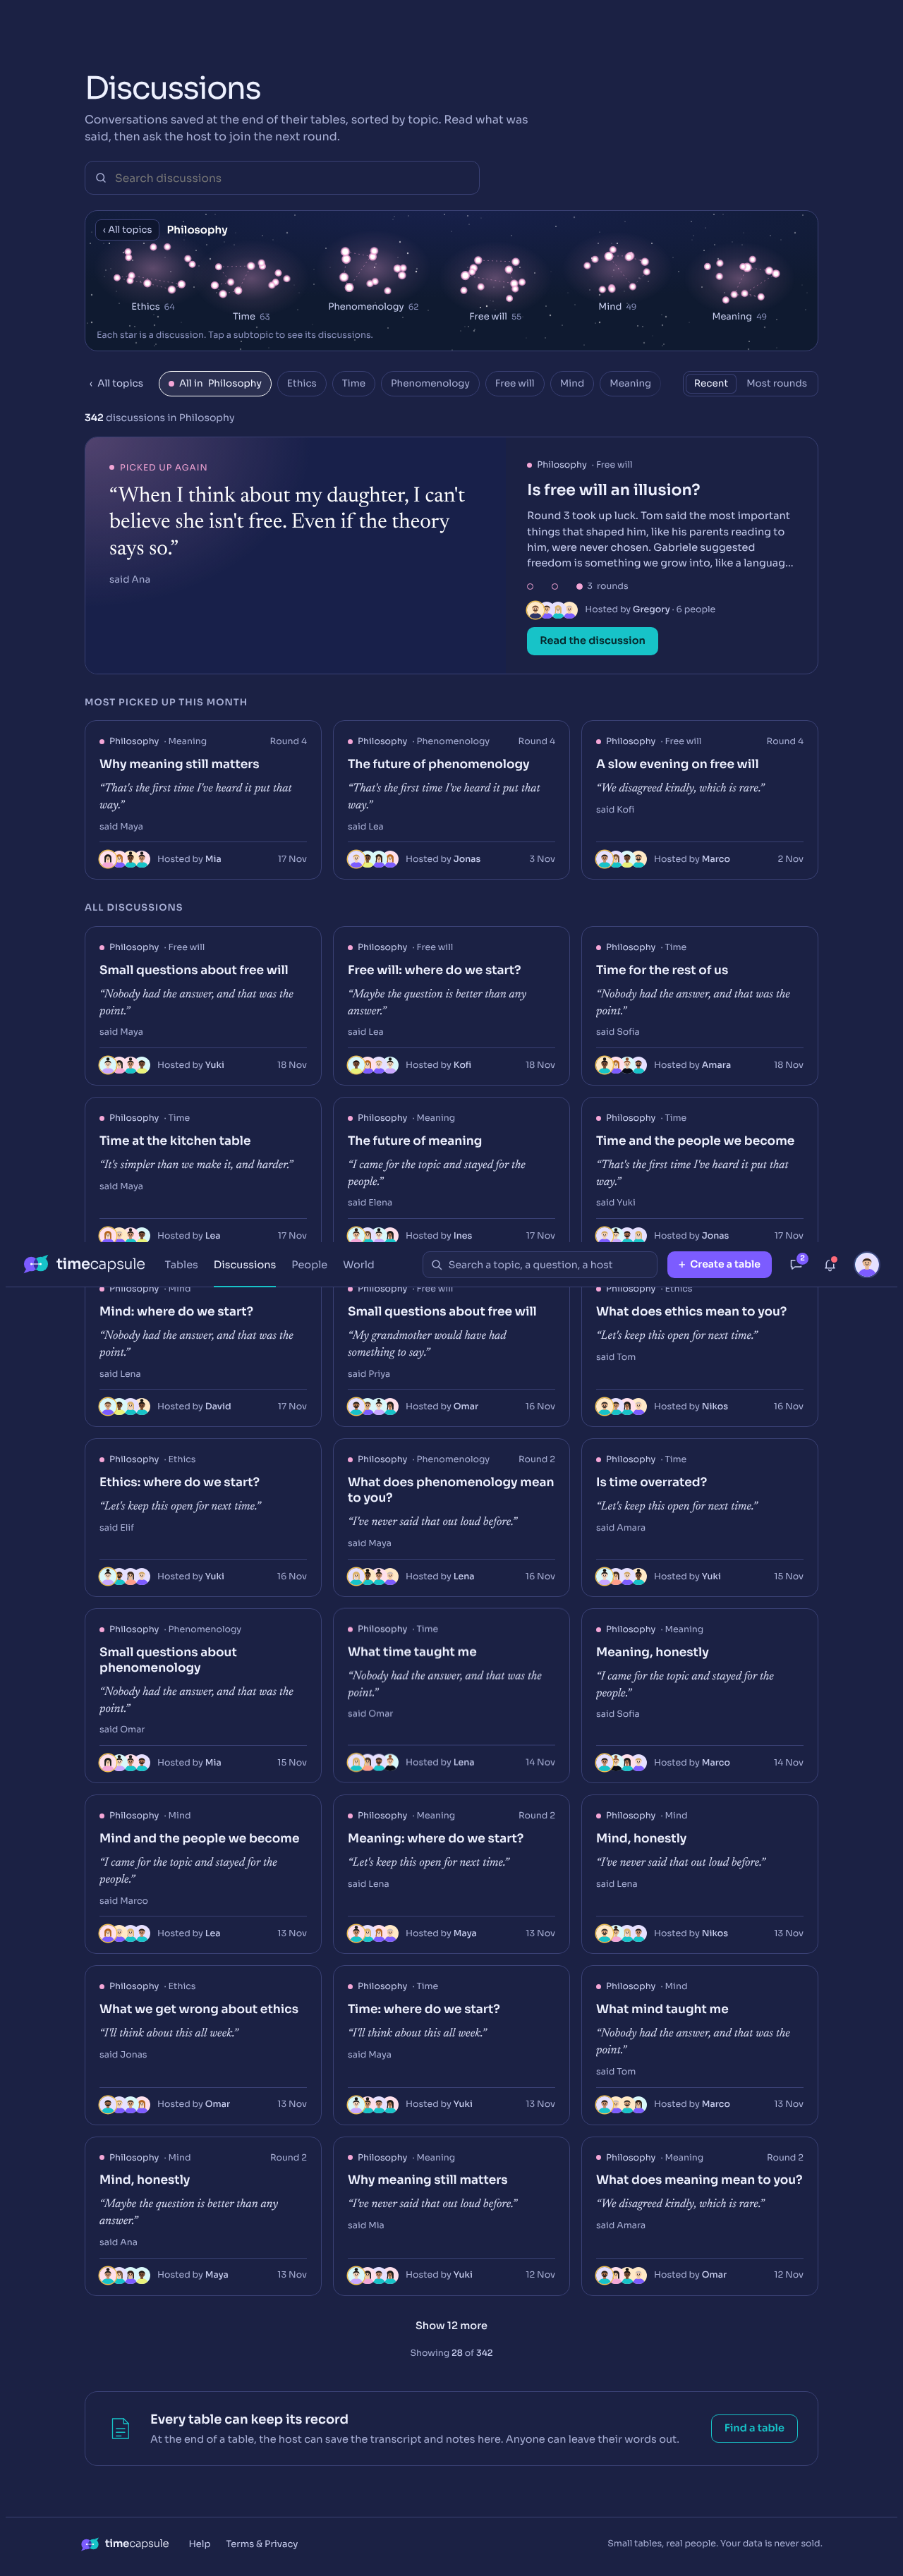 Discussions
Conversations saved at the end of their tables, sorted by topic. Read what was
said, then ask the host to join the next round.
Search discussions
‹ All topics Philosophy
Ethics 64
Time 63
Phenomenology 62
Free will 55
Mind 49
Meaning 49
Each star is a discussion. Tap a subtopic to see its discussions.
‹ All topics All in Philosophy Ethics Time Phenomenology Free will Mind Meaning Recent Most rounds
342 discussions in Philosophy
PICKED UP AGAIN
“When I think about my daughter, I can't
believe she isn't free. Even if the theory
says so.”
said Ana
Philosophy · Free will
Is free will an illusion?
Round 3 took up luck. Tom said the most important
things that shaped him, like his parents reading to
him, were never chosen. Gabriele suggested
freedom is something we grow into, like a languag...
3 rounds
Hosted by Gregory · 6 people
Read the discussion
MOST PICKED UP THIS MONTH
Philosophy · Meaning Round 4
Why meaning still matters
“That's the first time I've heard it put that
way.”
said Maya
Hosted by Mia 17 Nov
Philosophy · Phenomenology Round 4
The future of phenomenology
“That's the first time I've heard it put that
way.”
said Lea
Hosted by Jonas 3 Nov
Philosophy · Free will Round 4
A slow evening on free will
“We disagreed kindly, which is rare.”
said Kofi
Hosted by Marco 2 Nov
ALL DISCUSSIONS
Philosophy · Free will
Small questions about free will
“Nobody had the answer, and that was the
point.”
said Maya
Hosted by Yuki 18 Nov
Philosophy · Free will
Free will: where do we start?
“Maybe the question is better than any
answer.”
said Lea
Hosted by Kofi 18 Nov
Philosophy · Time
Time for the rest of us
“Nobody had the answer, and that was the
point.”
said Sofia
Hosted by Amara 18 Nov
Philosophy · Time
Time at the kitchen table
“It's simpler than we make it, and harder.”
said Maya
Hosted by Lea 17 Nov
Philosophy · Meaning
The future of meaning
“I came for the topic and stayed for the
people.”
said Elena
Hosted by Ines 17 Nov
Philosophy · Time
Time and the people we become
“That's the first time I've heard it put that
way.”
said Yuki
Hosted by Jonas 17 Nov
timecapsule Tables Discussions People World Search a topic, a question, a host + Create a table 2
Philosophy · Mind
Mind: where do we start?
“Nobody had the answer, and that was the
point.”
said Lena
Hosted by David 17 Nov
Philosophy · Free will
Small questions about free will
“My grandmother would have had
something to say.”
said Priya
Hosted by Omar 16 Nov
Philosophy · Ethics
What does ethics mean to you?
“Let's keep this open for next time.”
said Tom
Hosted by Nikos 16 Nov
Philosophy · Ethics
Ethics: where do we start?
“Let's keep this open for next time.”
said Elif
Hosted by Yuki 16 Nov
Philosophy · Phenomenology Round 2
What does phenomenology mean
to you?
“I've never said that out loud before.”
said Maya
Hosted by Lena 16 Nov
Philosophy · Time
Is time overrated?
“Let's keep this open for next time.”
said Amara
Hosted by Yuki 15 Nov
Philosophy · Phenomenology
Small questions about
phenomenology
“Nobody had the answer, and that was the
point.”
said Omar
Hosted by Mia 15 Nov
Philosophy · Time
What time taught me
“Nobody had the answer, and that was the
point.”
said Omar
Hosted by Lena 14 Nov
Philosophy · Meaning
Meaning, honestly
“I came for the topic and stayed for the
people.”
said Sofia
Hosted by Marco 14 Nov
Philosophy · Mind
Mind and the people we become
“I came for the topic and stayed for the
people.”
said Marco
Hosted by Lea 13 Nov
Philosophy · Meaning Round 2
Meaning: where do we start?
“Let's keep this open for next time.”
said Lena
Hosted by Maya 13 Nov
Philosophy · Mind
Mind, honestly
“I've never said that out loud before.”
said Lena
Hosted by Nikos 13 Nov
Philosophy · Ethics
What we get wrong about ethics
“I'll think about this all week.”
said Jonas
Hosted by Omar 13 Nov
Philosophy · Time
Time: where do we start?
“I'll think about this all week.”
said Maya
Hosted by Yuki 13 Nov
Philosophy · Mind
What mind taught me
“Nobody had the answer, and that was the
point.”
said Tom
Hosted by Marco 13 Nov
Philosophy · Mind Round 2
Mind, honestly
“Maybe the question is better than any
answer.”
said Ana
Hosted by Maya 13 Nov
Philosophy · Meaning
Why meaning still matters
“I've never said that out loud before.”
said Mia
Hosted by Yuki 12 Nov
Philosophy · Meaning Round 2
What does meaning mean to you?
“We disagreed kindly, which is rare.”
said Amara
Hosted by Omar 12 Nov
Show 12 more
Showing 28 of 342
Every table can keep its record
At the end of a table, the host can save the transcript and notes here. Anyone can leave their words out.
Find a table
timecapsule Help Terms & Privacy Small tables, real people. Your data is never sold.